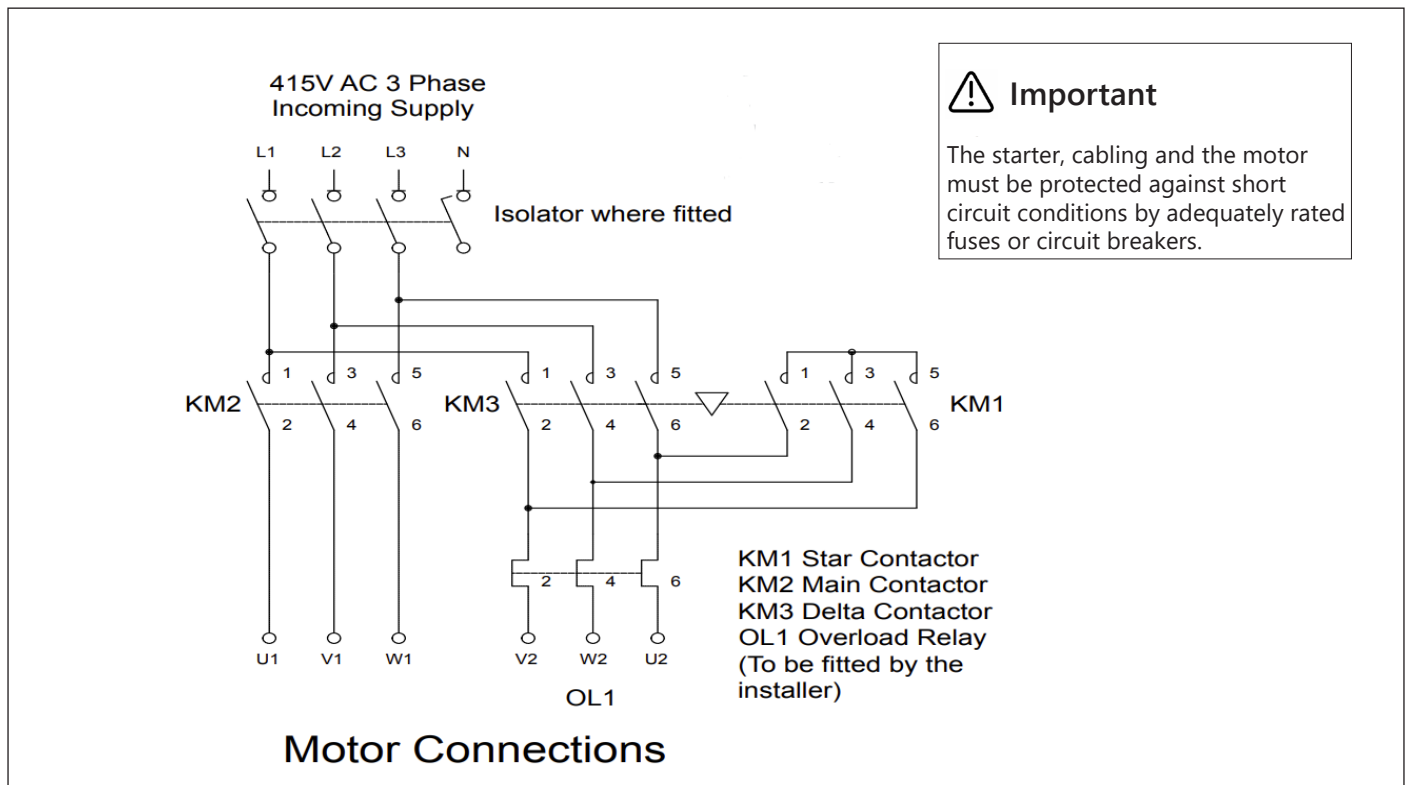 415V AC 3 Phase
Incoming Supply
L1 L2 L3 N
Isolator where fitted
Important
The starter, cabling and the motor
must be protected against short
circuit conditions by adequately rated
fuses or circuit breakers.
1 3 5 1 3 5 1 3 5
KM2 KM3 KM1
2 4 6 2 4 6 2 4 6
2 4 6
U1 V1 W1 V2 W2 U2
OL1
KM1 Star Contactor
KM2 Main Contactor
KM3 Delta Contactor
OL1 Overload Relay
(To be fitted by the
installer)
Motor Connections